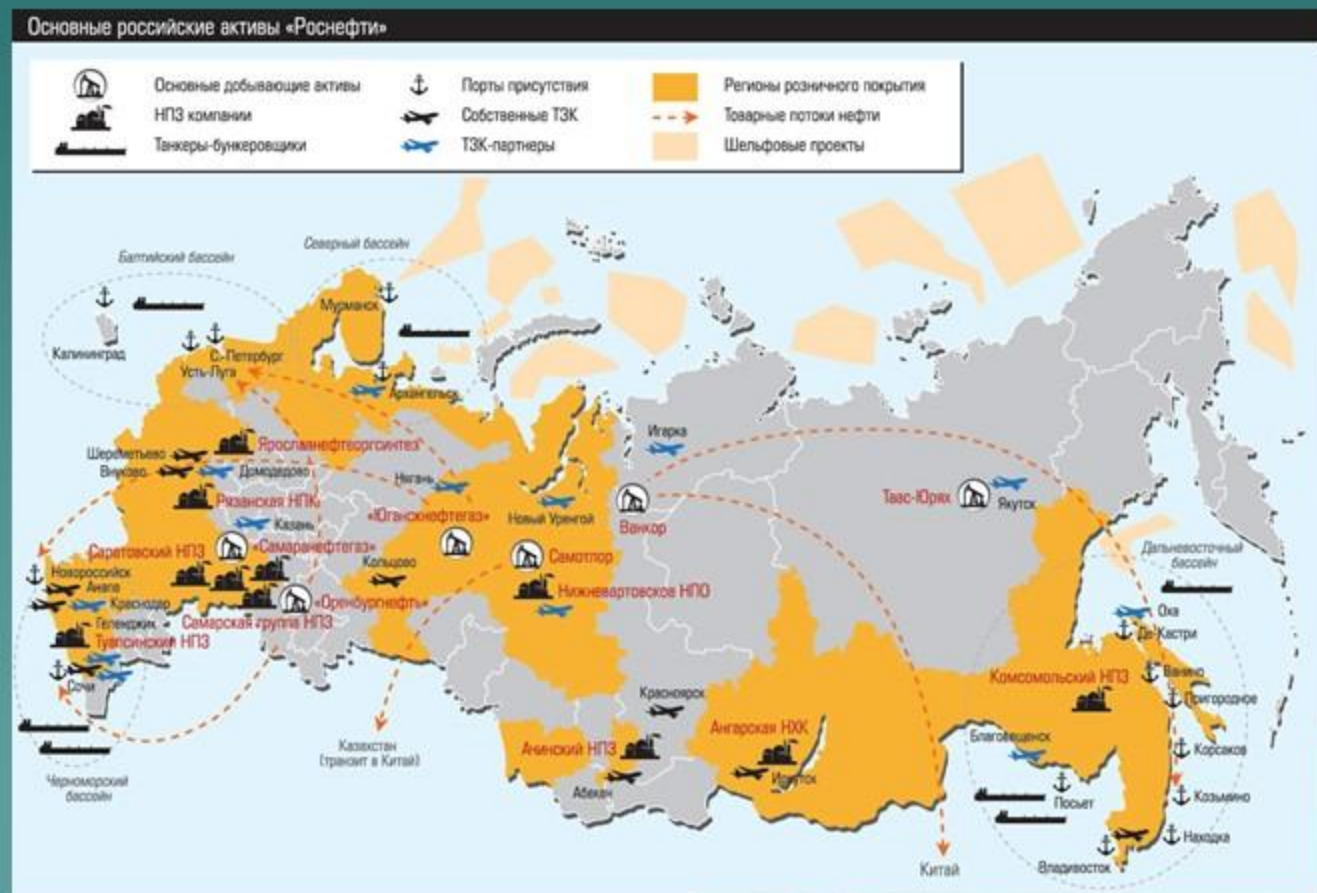 Основные российские активы «Роснефти»
Основные добывающие активы
НПЗ компании
Танкеры-бункеровщики
Порты присутствия
Собственные ТЗК
ТЗК-партнеры
Регионы розничного покрытия
Товарные потоки нефти
Шельфовые проекты
Северный бассейн
Балтийский бассейн
Мурманск
Калининград
С.-Петербург
Усть-Луга
Архангельск
Игарка
Ярославнефтеоргсинтез
Шереметьево
Внуково
Домодедово
Нягань
Рязанская НПК
«Юганскнефтегаз»
Новый Уренгой
Ванкор
Таас-Юрях
Якутск
Казань
Саратовский НПЗ
«Самаранефтегаз»
Кольцово
Самотлор
Дальневосточный
бассейн
Новороссийск
Анапа
Нижневартовское НПО
Краснодар
«Оренбургнефть»
Геленджик
Самарская группа НПЗ
Туапсинский НПЗ
Оха
Де-Кастри
Сочи
Комсомольский НПЗ
Ванино
Пригородное
Красноярск
Ангарская НХК
Благовещенск
Казахстан
(транзит в Китай)
Ачинский НПЗ
Корсаков
Черноморский
бассейн
Абакан
Иркутск
Посьет
Козьмино
Находка
Владивосток
Китай